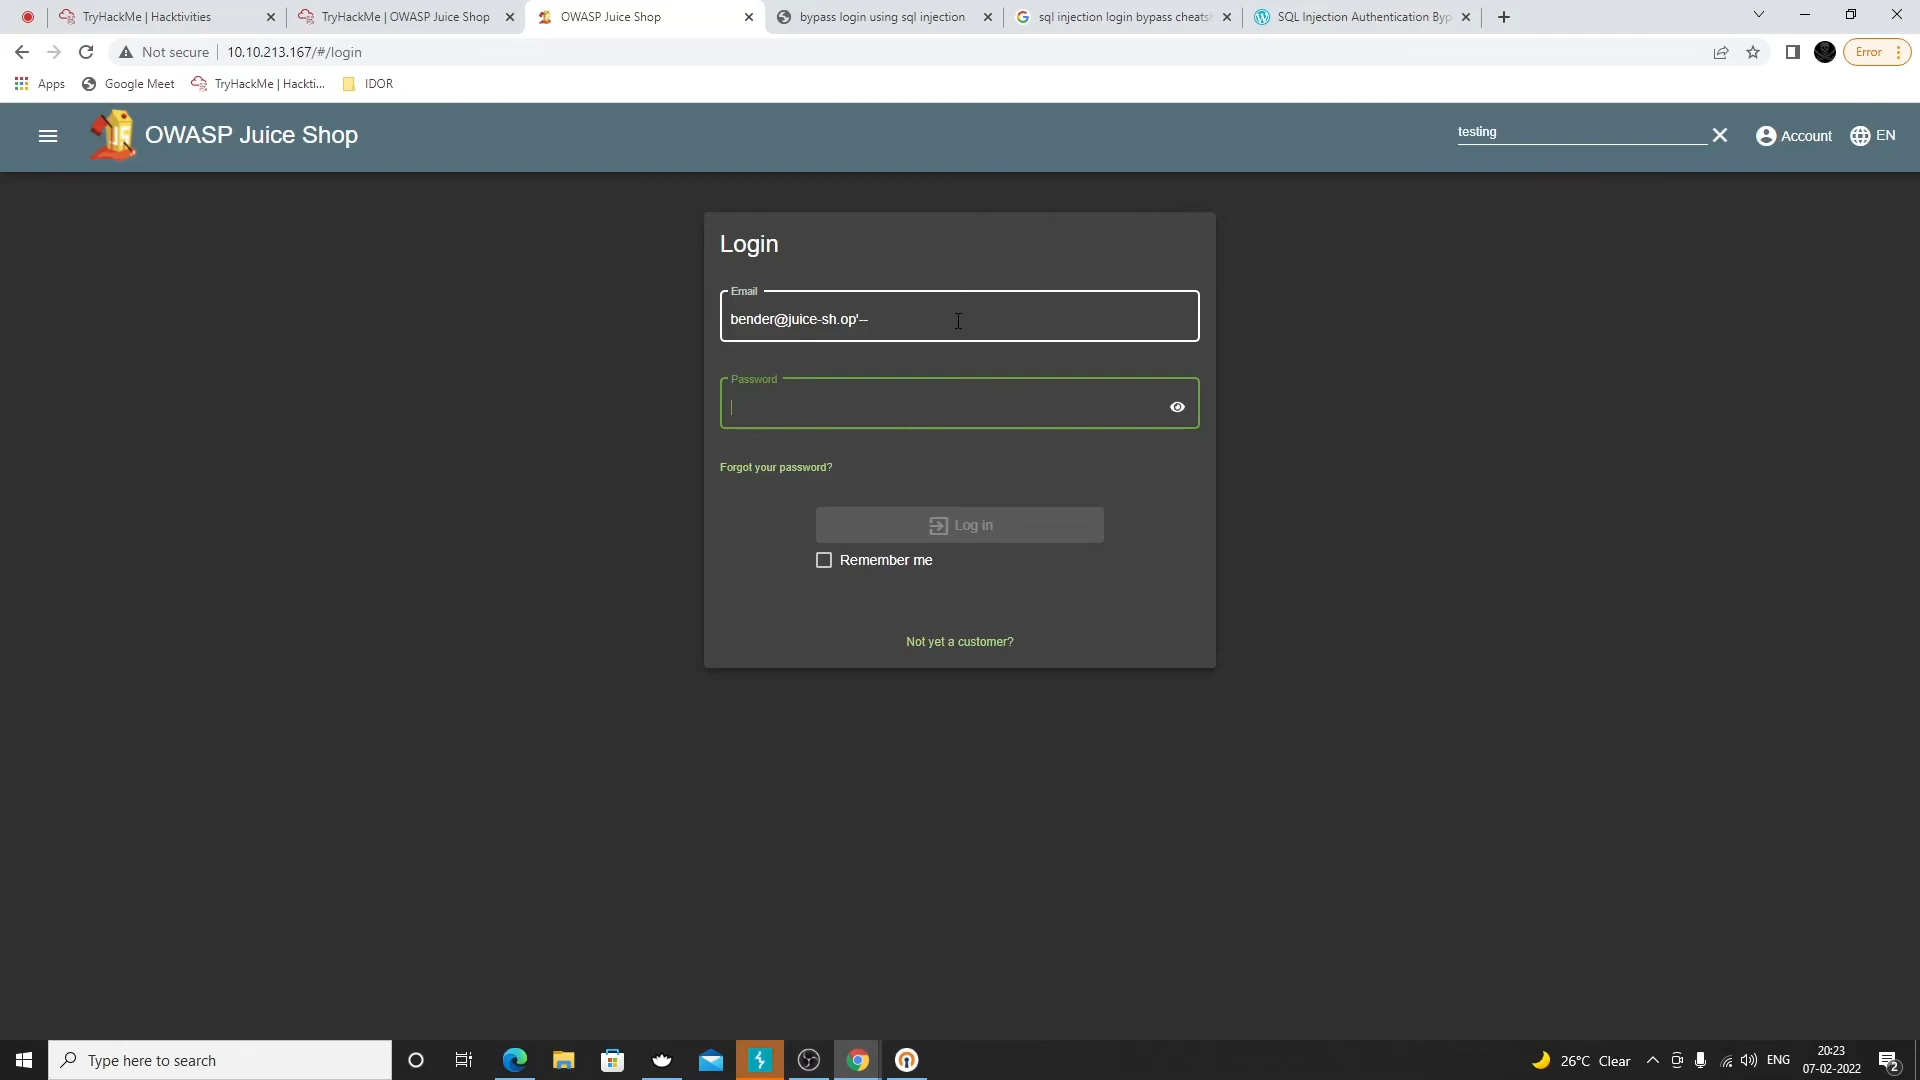 TryHackMe | Hacktivities
TryHackMe | OWASP Juice Shop
OWASP Juice Shop
bypass login using sql injection
sql injection login bypass cheats
SQL Injection Authentication Byp
Not secure
10.10.213.167/#/login
Error
Apps
Google Meet
TryHackMe | Hackti...
IDOR
OWASP Juice Shop
testing
Account
EN
Login
Email
bender@juice-sh.op'--
Password
Forgot your password?
Log in
Remember me
Not yet a customer?
Type here to search
26°C Clear
ENG
20:23
07-02-2022
2